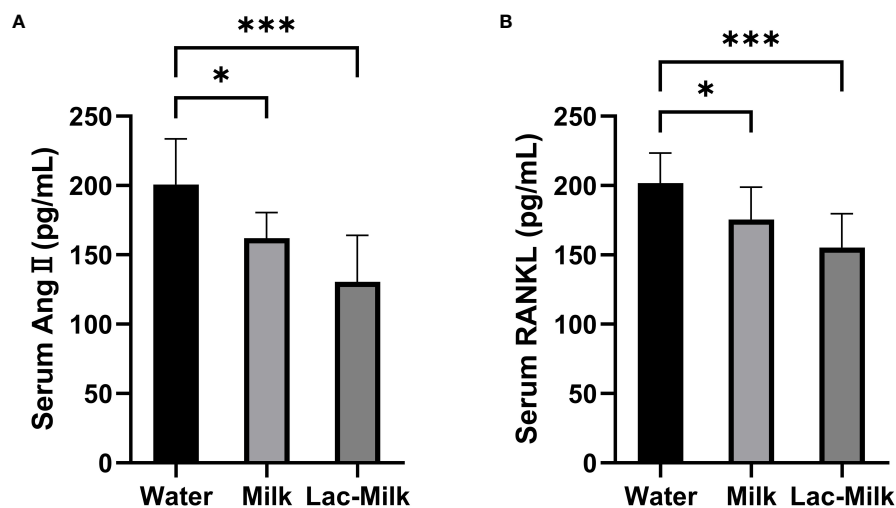 A
***
*
250
200
150
100
50
0
Serum Ang Ⅱ (pg/mL)
Water Milk Lac-Milk
B
***
*
250
200
150
100
50
0
Serum RANKL (pg/mL)
Water Milk Lac-Milk